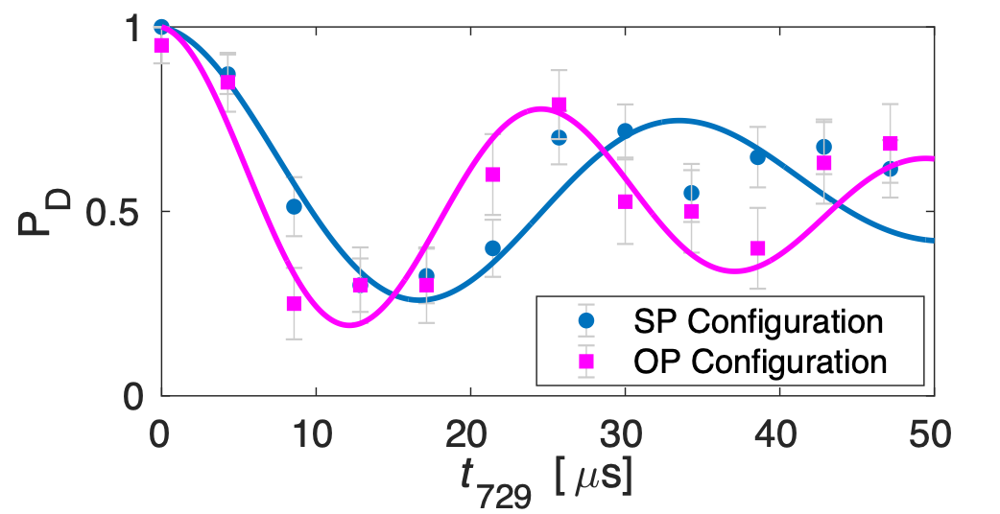 1
0.5
0
P_D
SP Configuration
OP Configuration
0 10 20 30 40 50
t_729 [ μs]